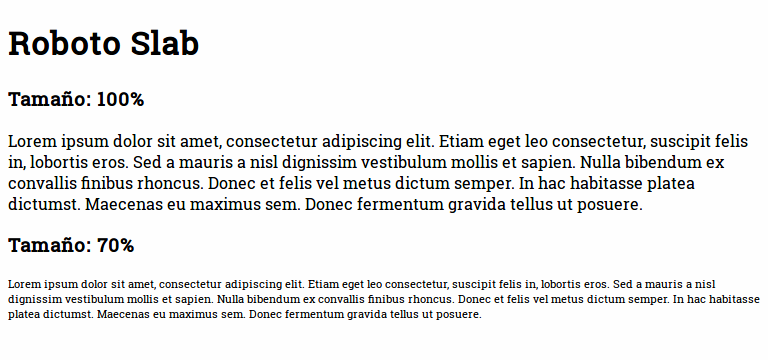 Roboto Slab
Tamaño: 100%
Lorem ipsum dolor sit amet, consectetur adipiscing elit. Etiam eget leo consectetur, suscipit felis
in, lobortis eros. Sed a mauris a nisl dignissim vestibulum mollis et sapien. Nulla bibendum ex
convallis finibus rhoncus. Donec et felis vel metus dictum semper. In hac habitasse platea
dictumst. Maecenas eu maximus sem. Donec fermentum gravida tellus ut posuere.
Tamaño: 70%
Lorem ipsum dolor sit amet, consectetur adipiscing elit. Etiam eget leo consectetur, suscipit felis in, lobortis eros. Sed a mauris a nisl
dignissim vestibulum mollis et sapien. Nulla bibendum ex convallis finibus rhoncus. Donec et felis vel metus dictum semper. In hac habitasse
platea dictumst. Maecenas eu maximus sem. Donec fermentum gravida tellus ut posuere.